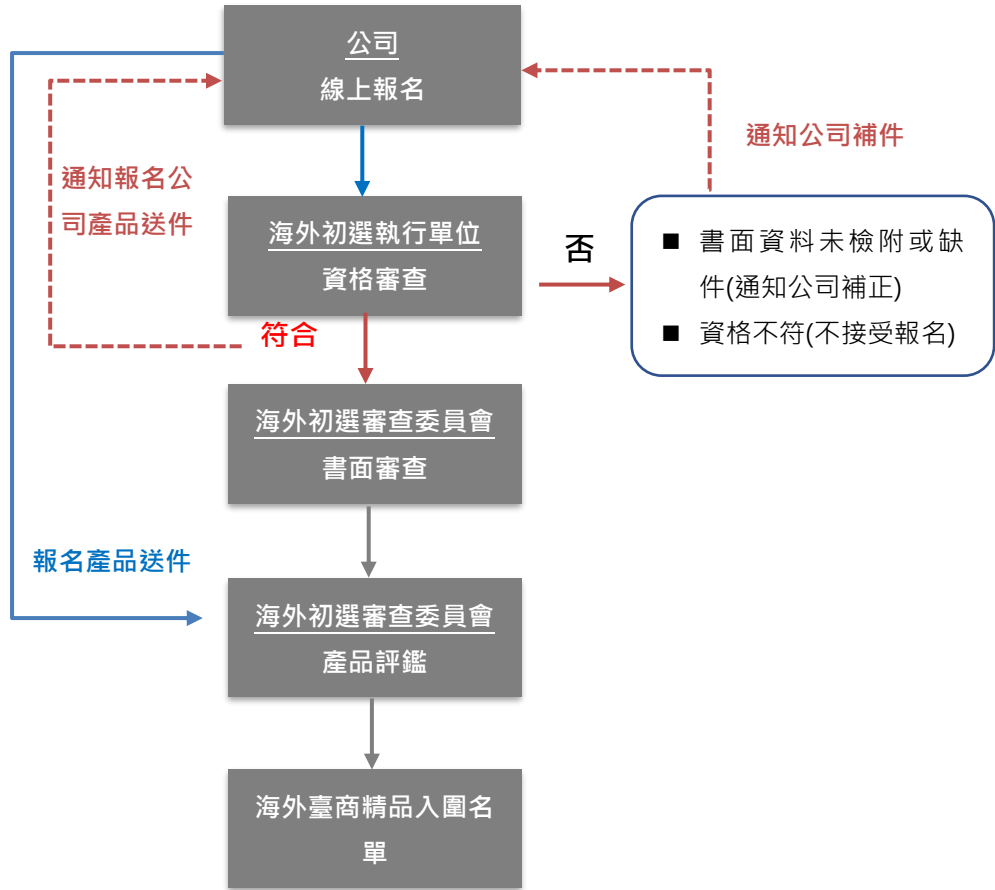 公司
線上報名
通知公司補件
通知報名公
司產品送件
海外初選執行單位
資格審查
否
■ 書面資料未檢附或缺
件(通知公司補正)
■ 資格不符(不接受報名)
符合
海外初選審查委員會
書面審查
報名產品送件
海外初選審查委員會
產品評鑑
海外臺商精品入圍名
單